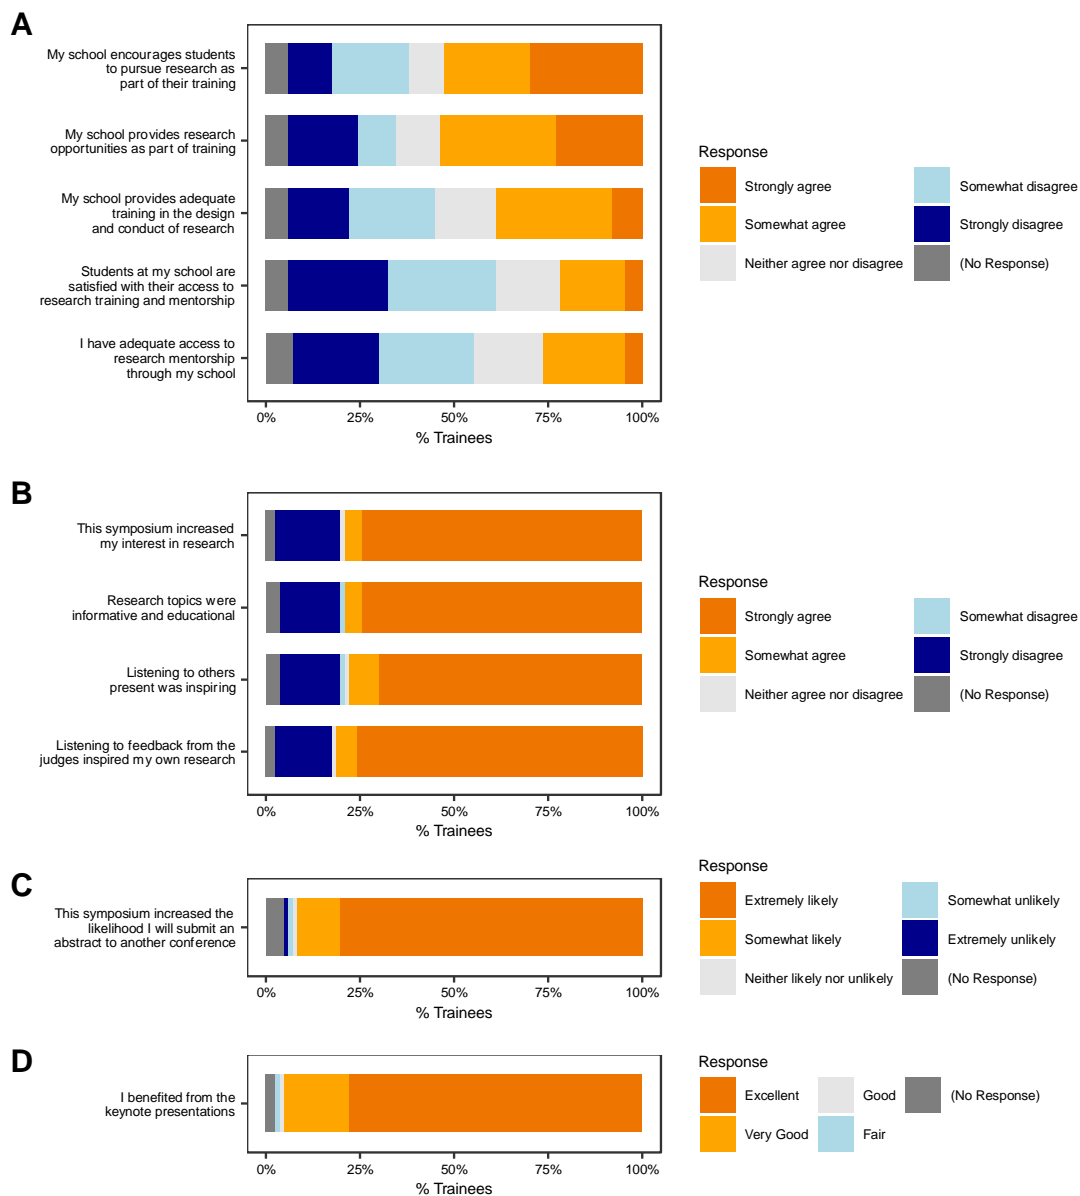 A
My school encourages students
to pursue research as
part of their training
My school provides research
opportunities as part of training
My school provides adequate
training in the design
and conduct of research
Students at my school are
satisfied with their access to
research training and mentorship
I have adequate access to
research mentorship
through my school
0% 25% 50% 75% 100%
% Trainees
Response
Strongly agree
Somewhat agree
Neither agree nor disagree
Somewhat disagree
Strongly disagree
(No Response)
B
This symposium increased
my interest in research
Research topics were
informative and educational
Listening to others
present was inspiring
Listening to feedback from the
judges inspired my own research
0% 25% 50% 75% 100%
% Trainees
Response
Strongly agree
Somewhat agree
Neither agree nor disagree
Somewhat disagree
Strongly disagree
(No Response)
C
This symposium increased the
likelihood I will submit an
abstract to another conference
0% 25% 50% 75% 100%
% Trainees
Response
Extremely likely
Somewhat likely
Neither likely nor unlikely
Somewhat unlikely
Extremely unlikely
(No Response)
D
I benefited from the
keynote presentations
0% 25% 50% 75% 100%
% Trainees
Response
Excellent
Very Good
Good
Fair
(No Response)